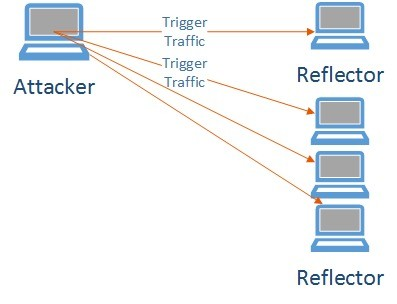 Trigger
Traffic
Attacker
Reflector
Trigger
Traffic
Reflector